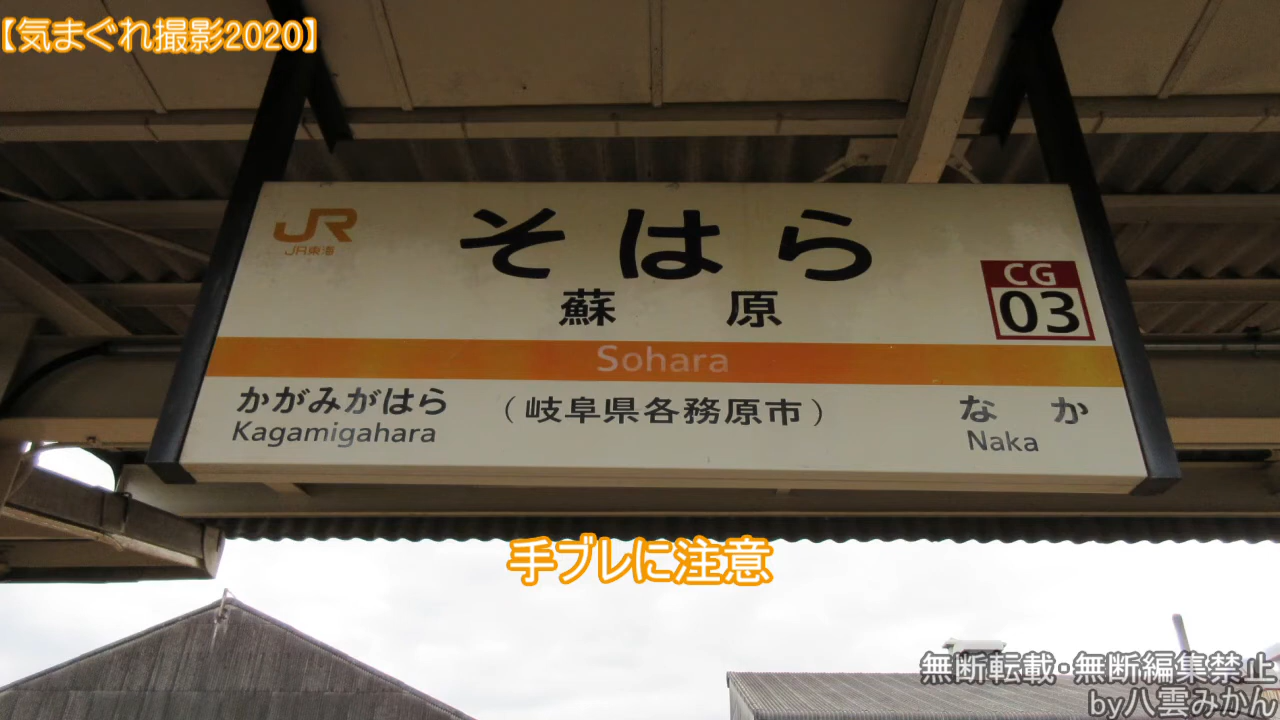 【気まぐれ撮影2020】
JR
JR東海
そはら
蘇原
CG
03
Sohara
かがみがはら
Kagamigahara
（岐阜県各務原市）
なか
Naka
手ブレに注意
無断転載・無断編集禁止
by八雲みかん